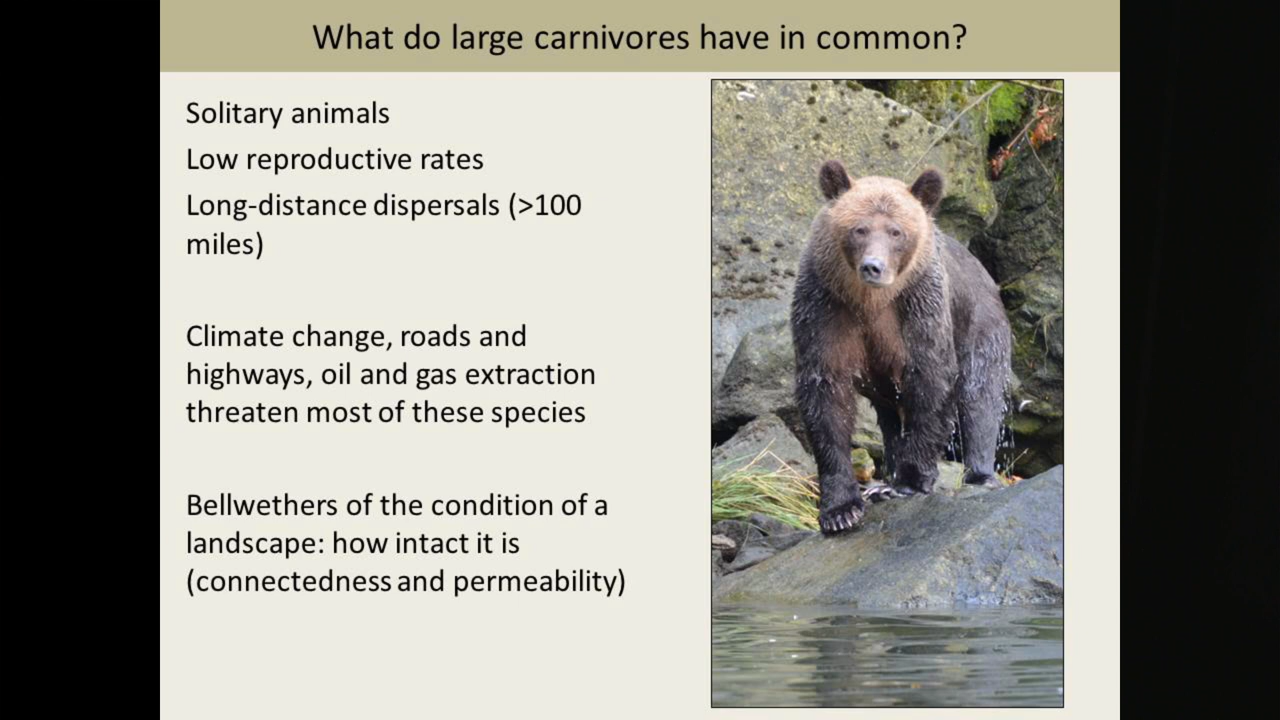 What do large carnivores have in common?
Solitary animals
Low reproductive rates
Long-distance dispersals (>100
miles)
Climate change, roads and
highways, oil and gas extraction
threaten most of these species
Bellwethers of the condition of a
landscape: how intact it is
(connectedness and permeability)